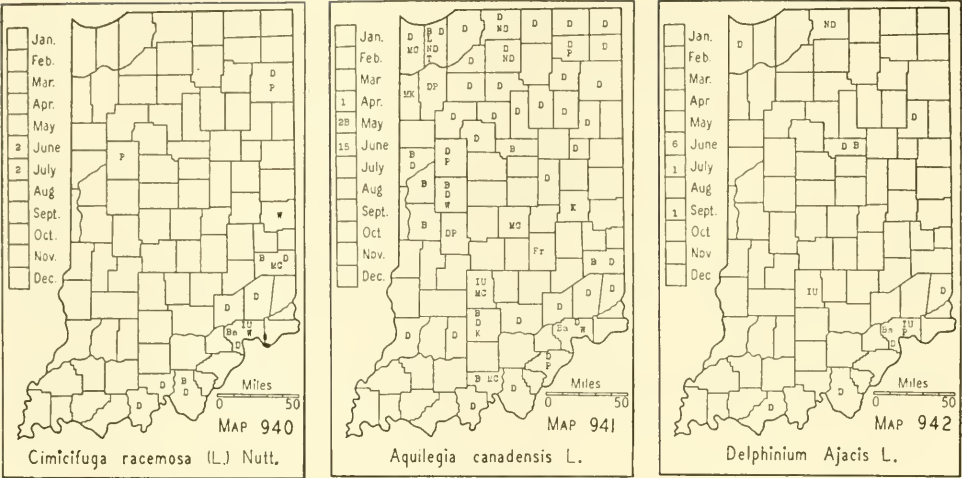 Jan.
Feb.
Mar.
Apr.
May
2 June
2 July
Aug
Sept.
Oct.
Nov.
Dec.
D
P
P
W
B D
MC
D
D
IU
Bn W
D
D
B
D
D
Miles
0 50
MAP 940
Cimicifuga racemosa (L.) Nutt.
Jan.
Feb.
Mar
1 Apr.
28 May
15 June
July
Aug
Sept.
Oct
Nov.
Dec.
D
MC
B D
L
ND
T
D
D
ND
D
D
D
D
ND
D
P
D
MK
DP
D
D
D
D
D
D
D
D
D
D
B
D
B
D
P
D
B
B
D
W
K
B
DP
MC
Fr
B
D
IU
MC
D
D
D
B
D
K
D
D
D
D
Bn W
D
P
B MC
D
Miles
0 50
MAP 941
Aquilegia canadensis L.
Jan.
Feb.
Mar.
Apr
May
6 June
1 July
Aug
1 Sept.
Oct.
Nov.
Dec
ND
D
D
D B
IU
Bn
IU
P
D
D
D
Miles
0 50
MAP 942
Delphinium Ajacis L.